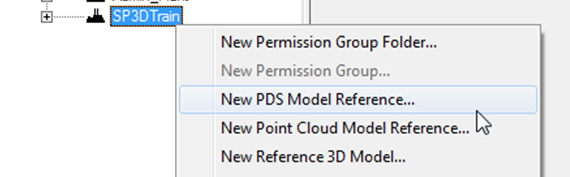 SP3DTrain
New Permission Group Folder...
New Permission Group...
New PDS Model Reference...
New Point Cloud Model Reference...
New Reference 3D Model...